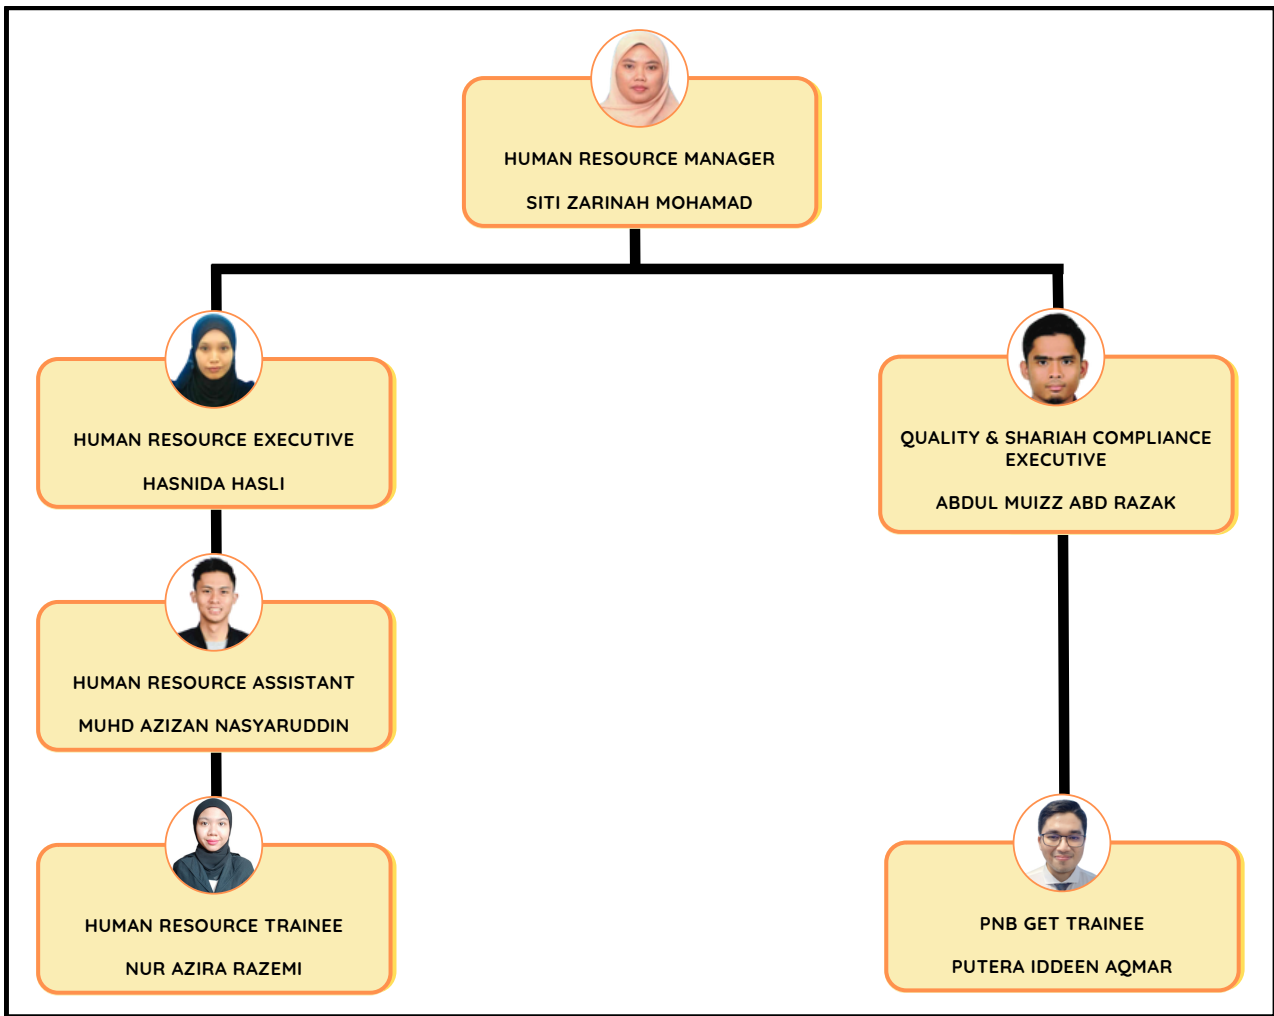 HUMAN RESOURCE MANAGER
SITI ZARINAH MOHAMAD
HUMAN RESOURCE EXECUTIVE
HASNIDA HASLI
QUALITY & SHARIAH COMPLIANCE
EXECUTIVE
ABDUL MUIZZ ABD RAZAK
HUMAN RESOURCE ASSISTANT
MUHD AZIZAN NASYARUDDIN
HUMAN RESOURCE TRAINEE
NUR AZIRA RAZEMI
PNB GET TRAINEE
PUTERA IDDEEN AQMAR